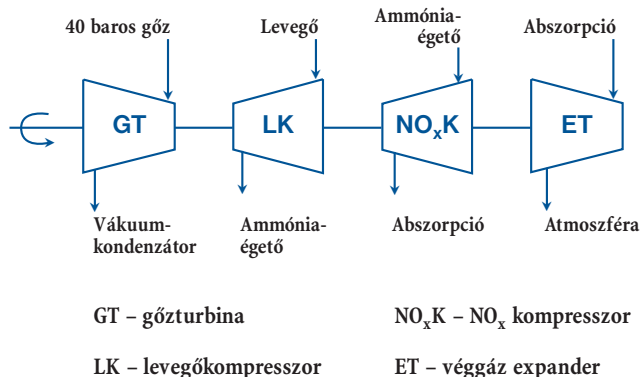 40 baros gőz
Levegő
Ammónia-
égető
Abszorpció
GT
LK
NOₓK
ET
Vákuum-
kondenzátor
Ammónia-
égető
Abszorpció
Atmoszféra
GT – gőzturbina
NOₓK – NOₓ kompresszor
LK – levegőkompresszor
ET – véggáz expander